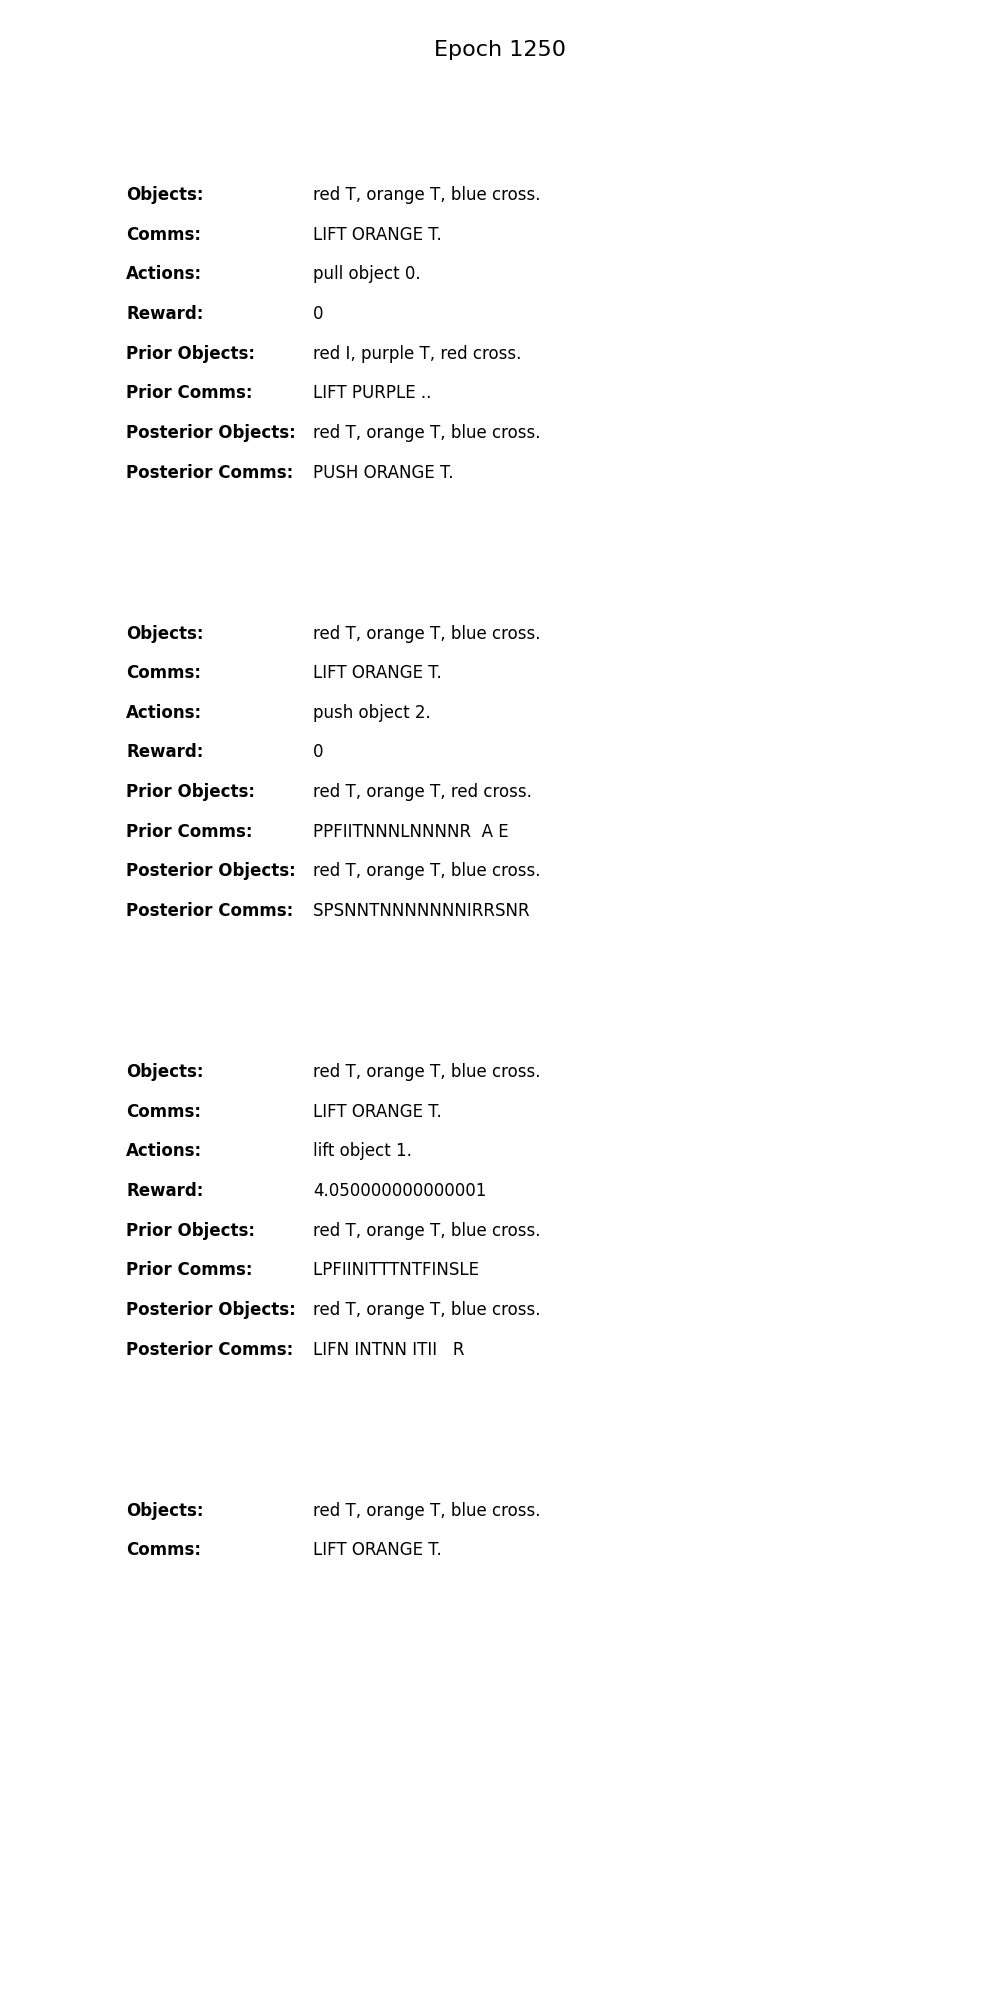 Epoch 1250
Objects: red T, orange T, blue cross.
Comms: LIFT ORANGE T.
Actions: pull object 0.
Reward: 0
Prior Objects: red I, purple T, red cross.
Prior Comms: LIFT PURPLE ..
Posterior Objects: red T, orange T, blue cross.
Posterior Comms: PUSH ORANGE T.
Objects: red T, orange T, blue cross.
Comms: LIFT ORANGE T.
Actions: push object 2.
Reward: 0
Prior Objects: red T, orange T, red cross.
Prior Comms: PPFIITNNNLNNNNR  A E
Posterior Objects: red T, orange T, blue cross.
Posterior Comms: SPSNNTNNNNNNNIRRSNR
Objects: red T, orange T, blue cross.
Comms: LIFT ORANGE T.
Actions: lift object 1.
Reward: 4.050000000000001
Prior Objects: red T, orange T, blue cross.
Prior Comms: LPFIINITTTNTFINSLE
Posterior Objects: red T, orange T, blue cross.
Posterior Comms: LIFN INTNN ITII   R
Objects: red T, orange T, blue cross.
Comms: LIFT ORANGE T.